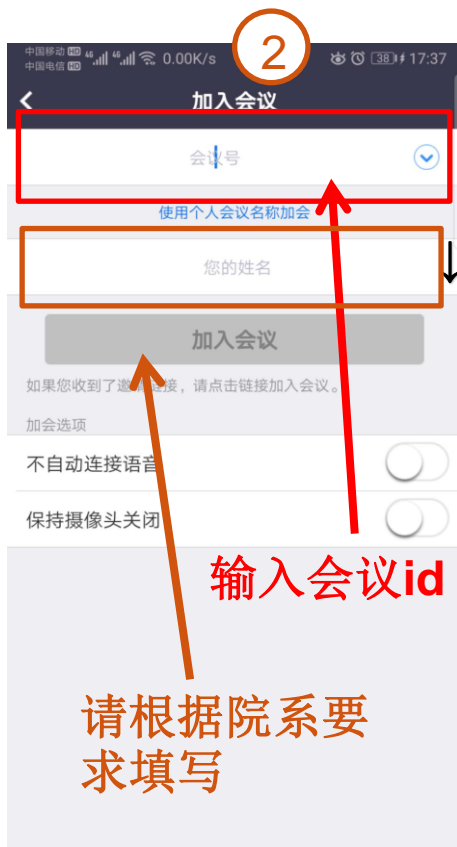 2
中国移动 HD 46 46 0.00K/s 38 17:37
中国电信 HD
加入会议
会议号
使用个人会议名称加会
您的姓名
加入会议
如果您收到了邀请链接，请点击链接加入会议。
加会选项
不自动连接语音
保持摄像头关闭
输入会议id
请根据院系要
求填写